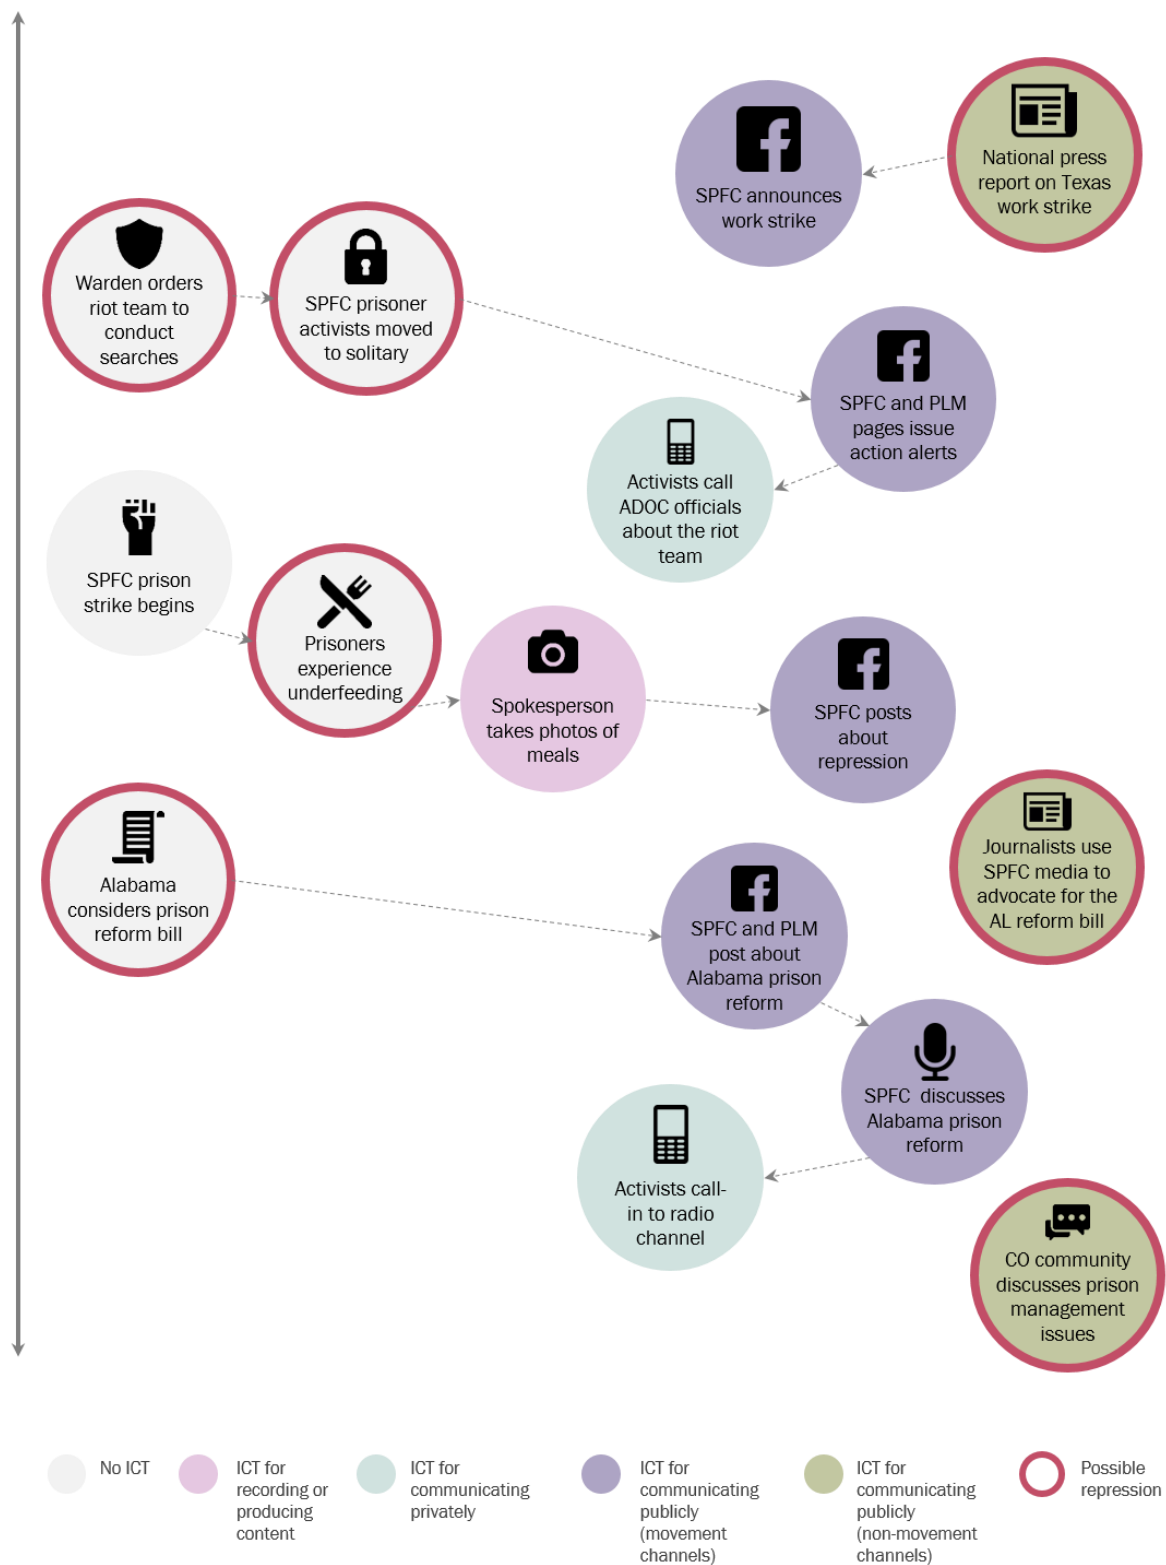 National press
report on Texas
work strike
SPFC announces
work strike
Warden orders
riot team to
conduct
searches
SPFC prisoner
activists moved
to solitary
SPFC and PLM
pages issue
action alerts
Activists call
ADOC officials
about the riot
team
SPFC prison
strike begins
Prisoners
experience
underfeeding
Spokesperson
takes photos of
meals
SPFC posts
about
repression
Journalists use
SPFC media to
advocate for the
AL reform bill
Alabama
considers prison
reform bill
SPFC and PLM
post about
Alabama prison
reform
SPFC  discusses
Alabama prison
reform
Activists call-
in to radio
channel
CO community
discusses prison
management
issues
No ICT
ICT for
recording or
producing
content
ICT for
communicating
privately
ICT for
communicating
publicly
(movement
channels)
ICT for
communicating
publicly
(non-movement
channels)
Possible
repression